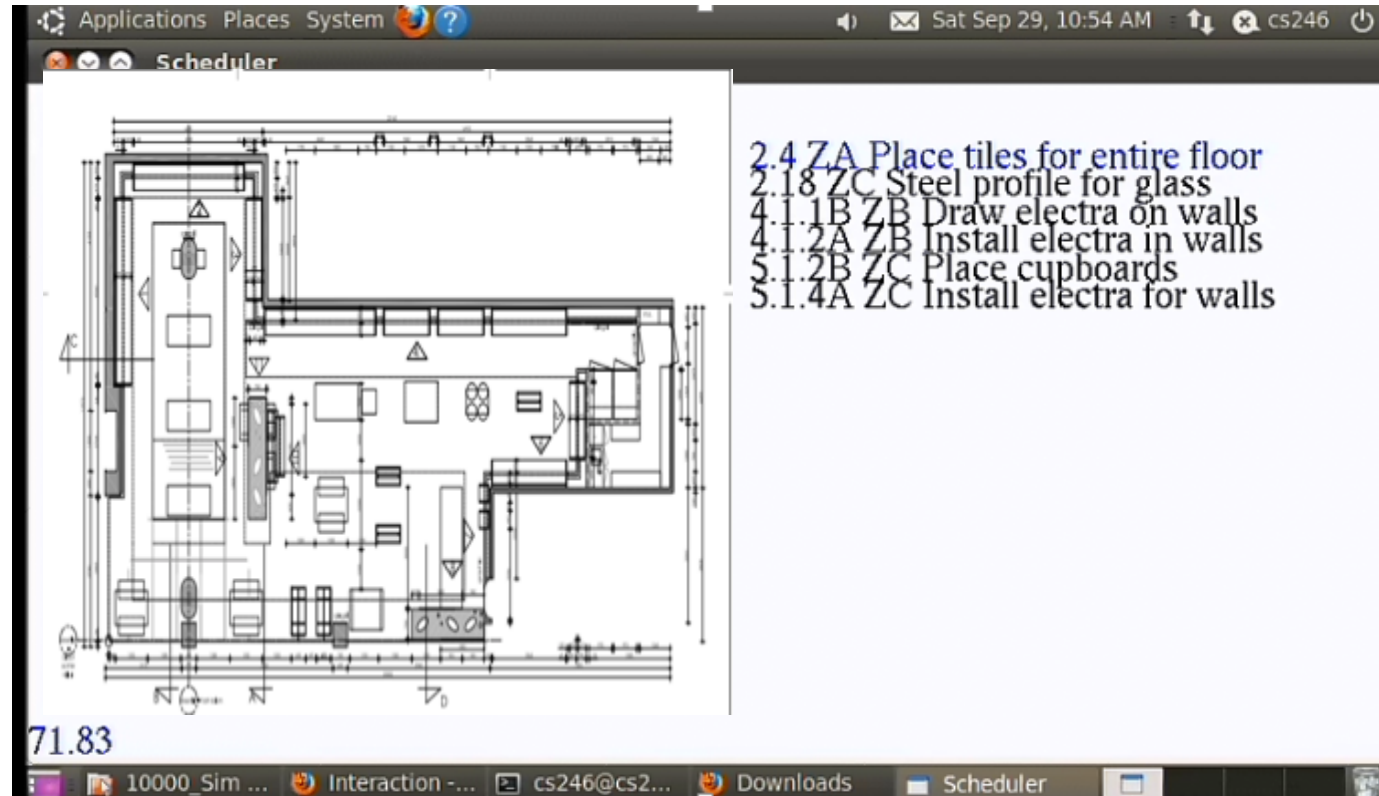 Applications Places System ?
Sat Sep 29, 10:54 AM cs246
Scheduler
2.4 ZA Place tiles for entire floor
2.18 ZC Steel profile for glass
4.1.1B ZB Draw electra on walls
4.1.2A ZB Install electra in walls
5.1.2B ZC Place cupboards
5.1.4A ZC Install electra for walls
C
D
71.83
10000_Sim ... Interaction -... cs246@cs2... Downloads Scheduler